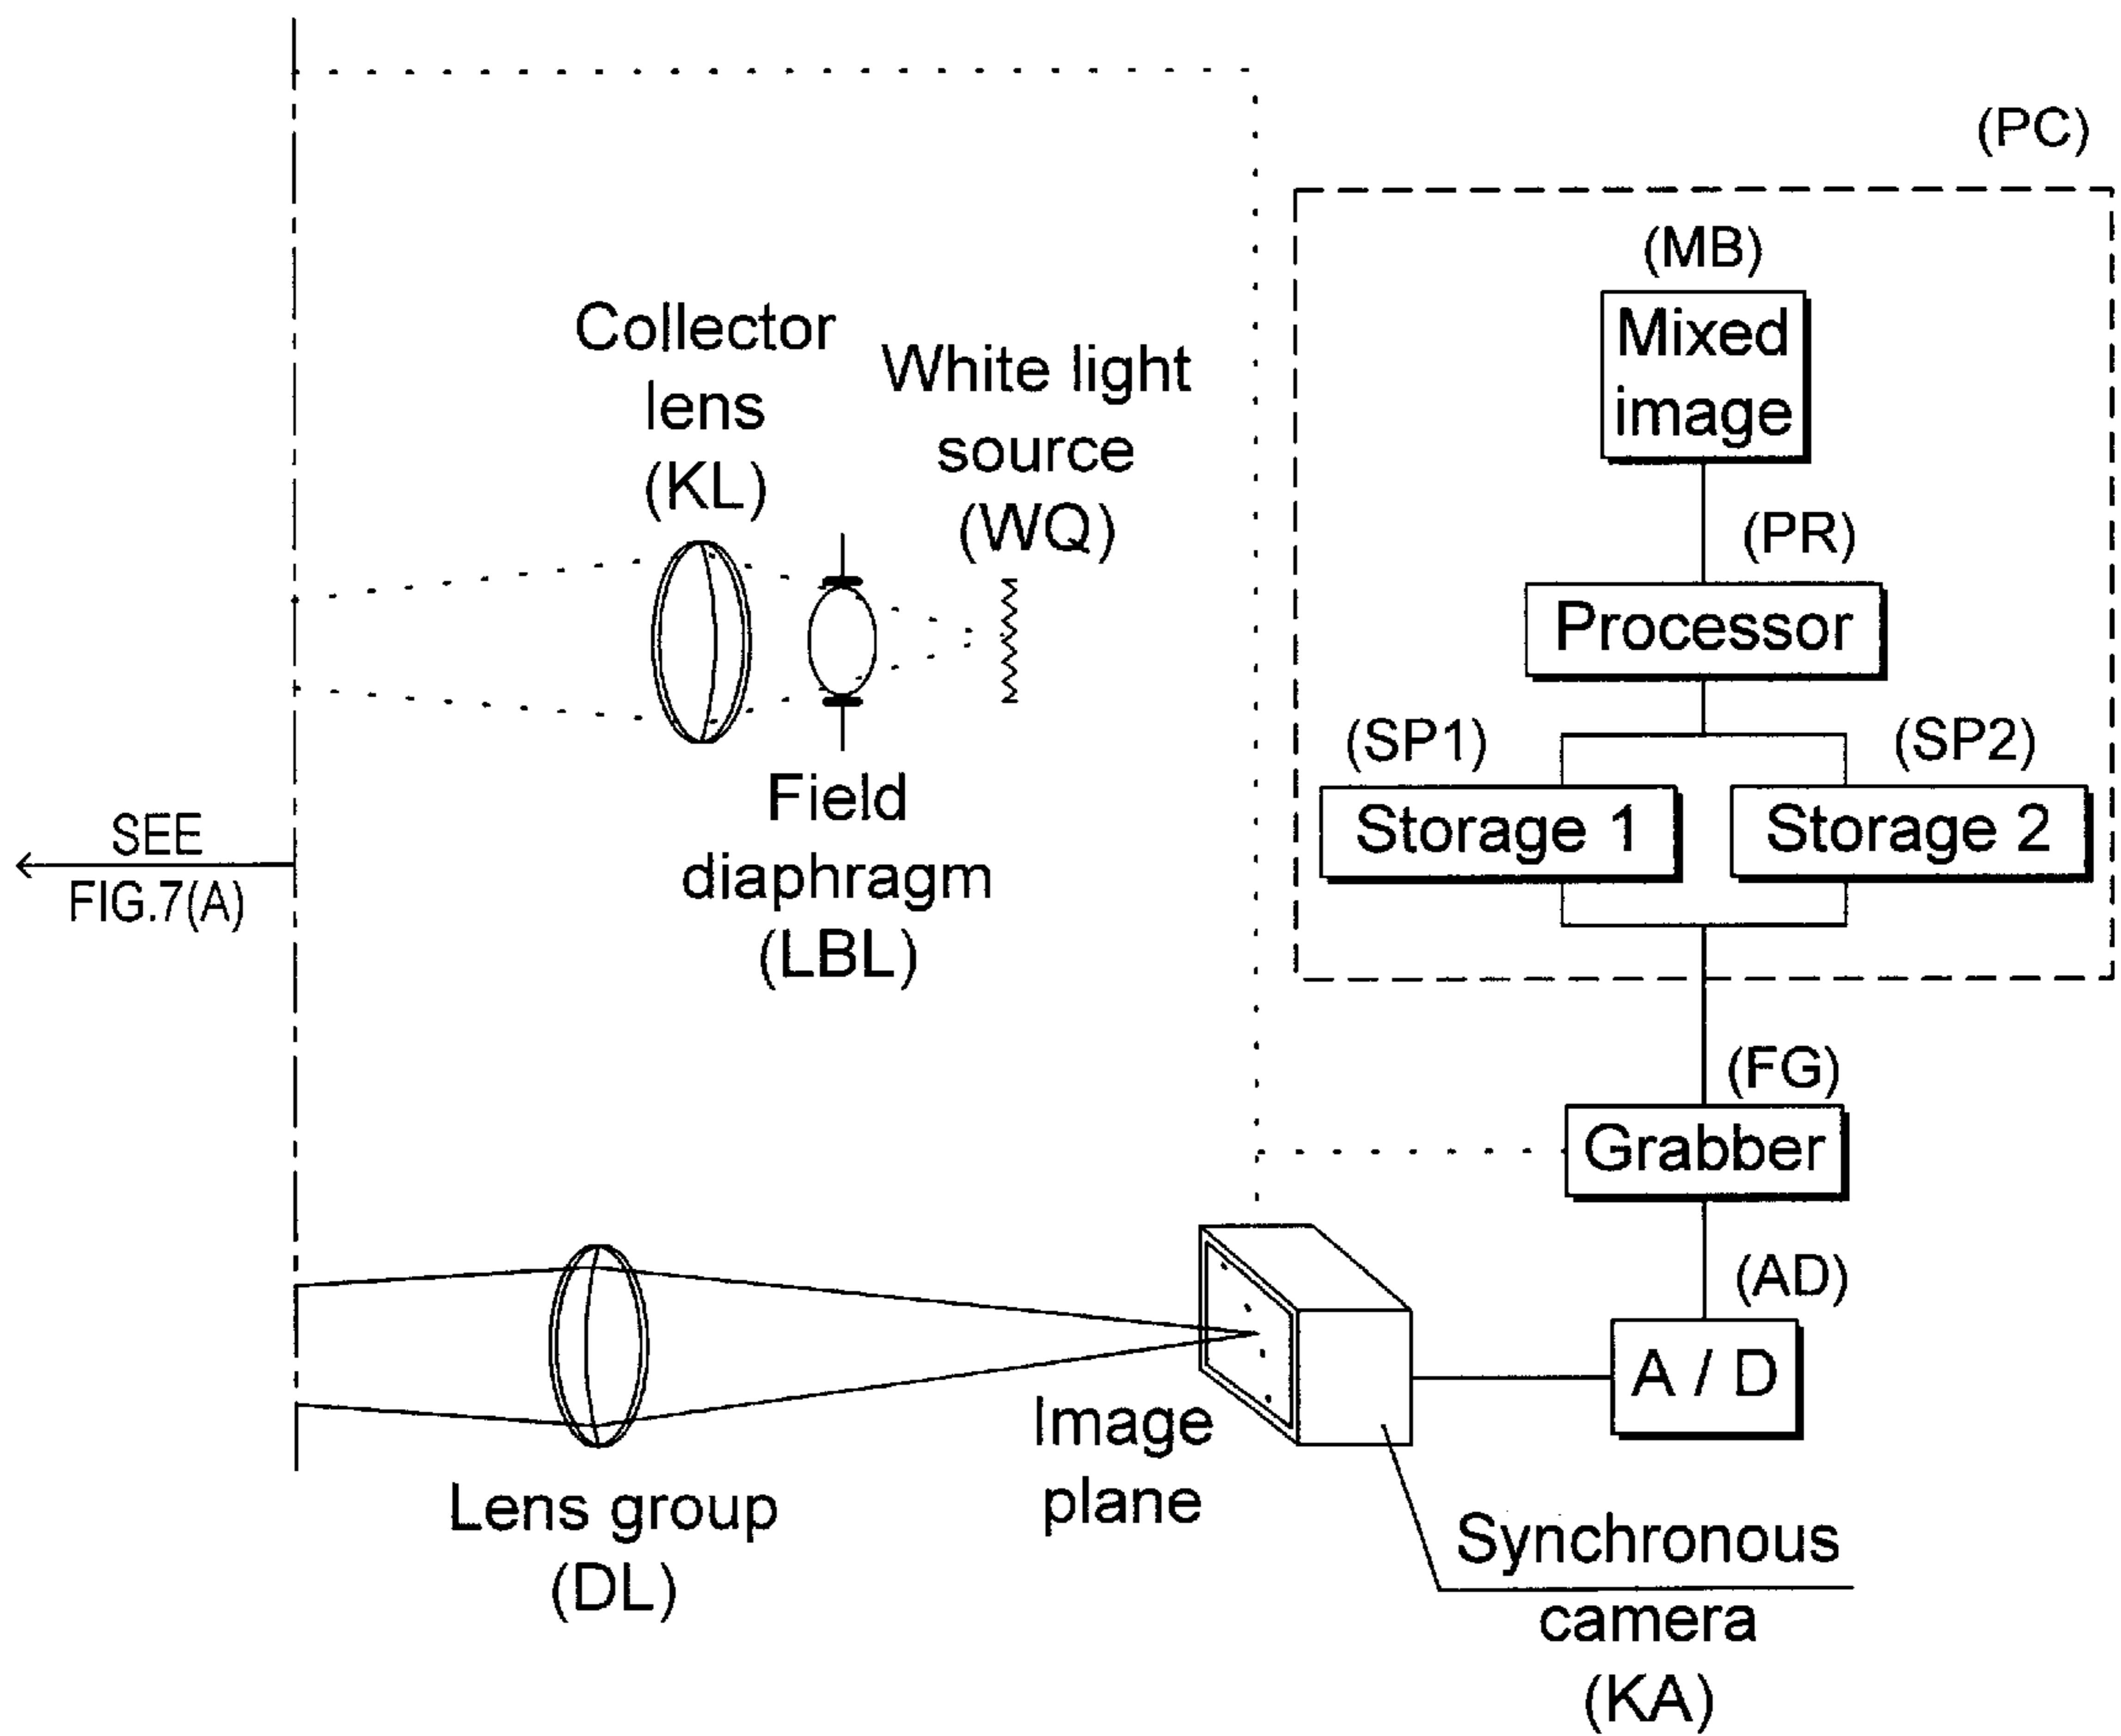 (PC)
(MB)
Mixed
image
(PR)
Processor
(SP1)
(SP2)
Storage 1
Storage 2
(FG)
Grabber
(AD)
A / D
Collector
lens
(KL)
White light
source
(WQ)
Field
diaphragm
(LBL)
SEE
FIG.7(A)
Lens group
(DL)
Image
plane
Synchronous
camera
(KA)